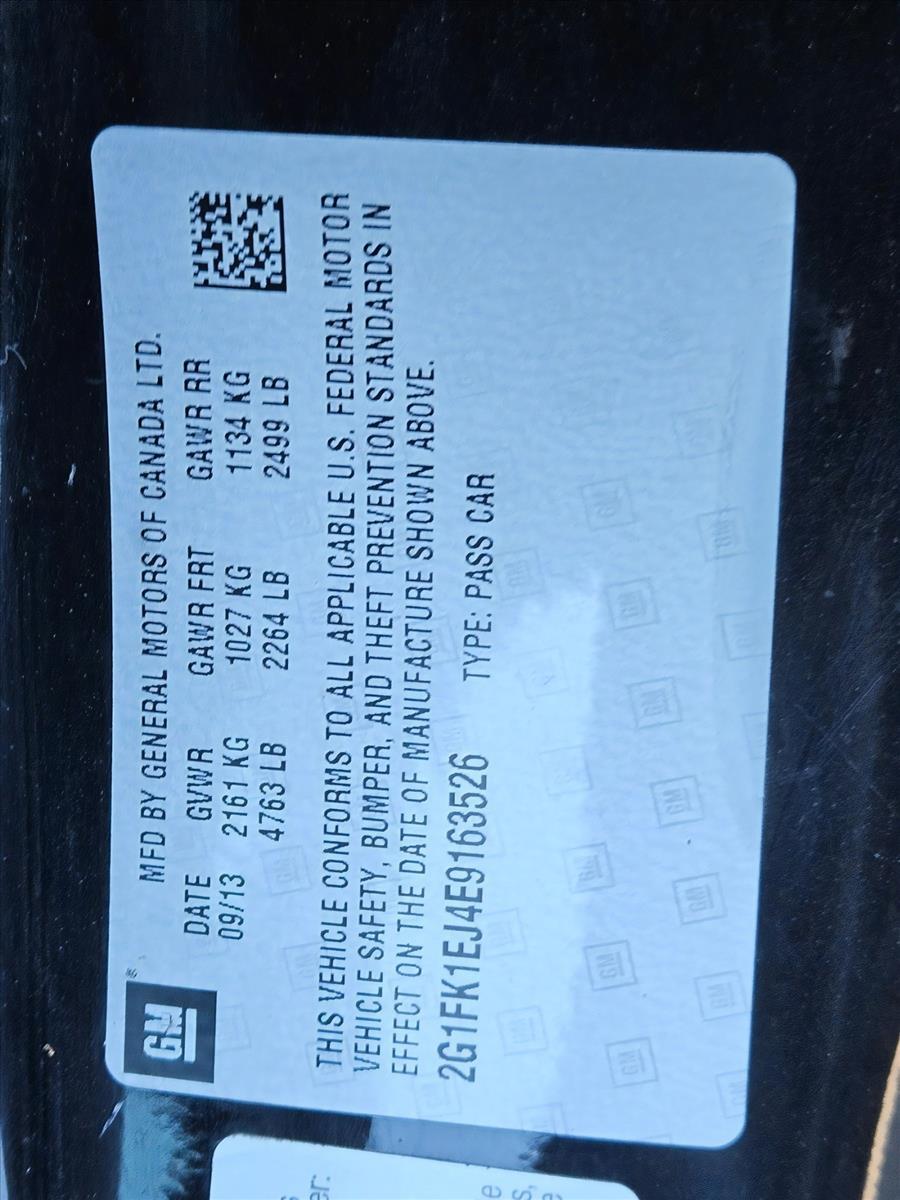 GM®
MFD BY GENERAL MOTORS OF CANADA LTD.
DATE GVWR GAWR FRT GAWR RR
09/13 2161 KG 1027 KG 1134 KG
4763 LB 2264 LB 2499 LB
THIS VEHICLE CONFORMS TO ALL APPLICABLE U.S. FEDERAL MOTOR
VEHICLE SAFETY, BUMPER, AND THEFT PREVENTION STANDARDS IN
EFFECT ON THE DATE OF MANUFACTURE SHOWN ABOVE.
2G1FK1EJ4E9163526 TYPE: PASS CAR